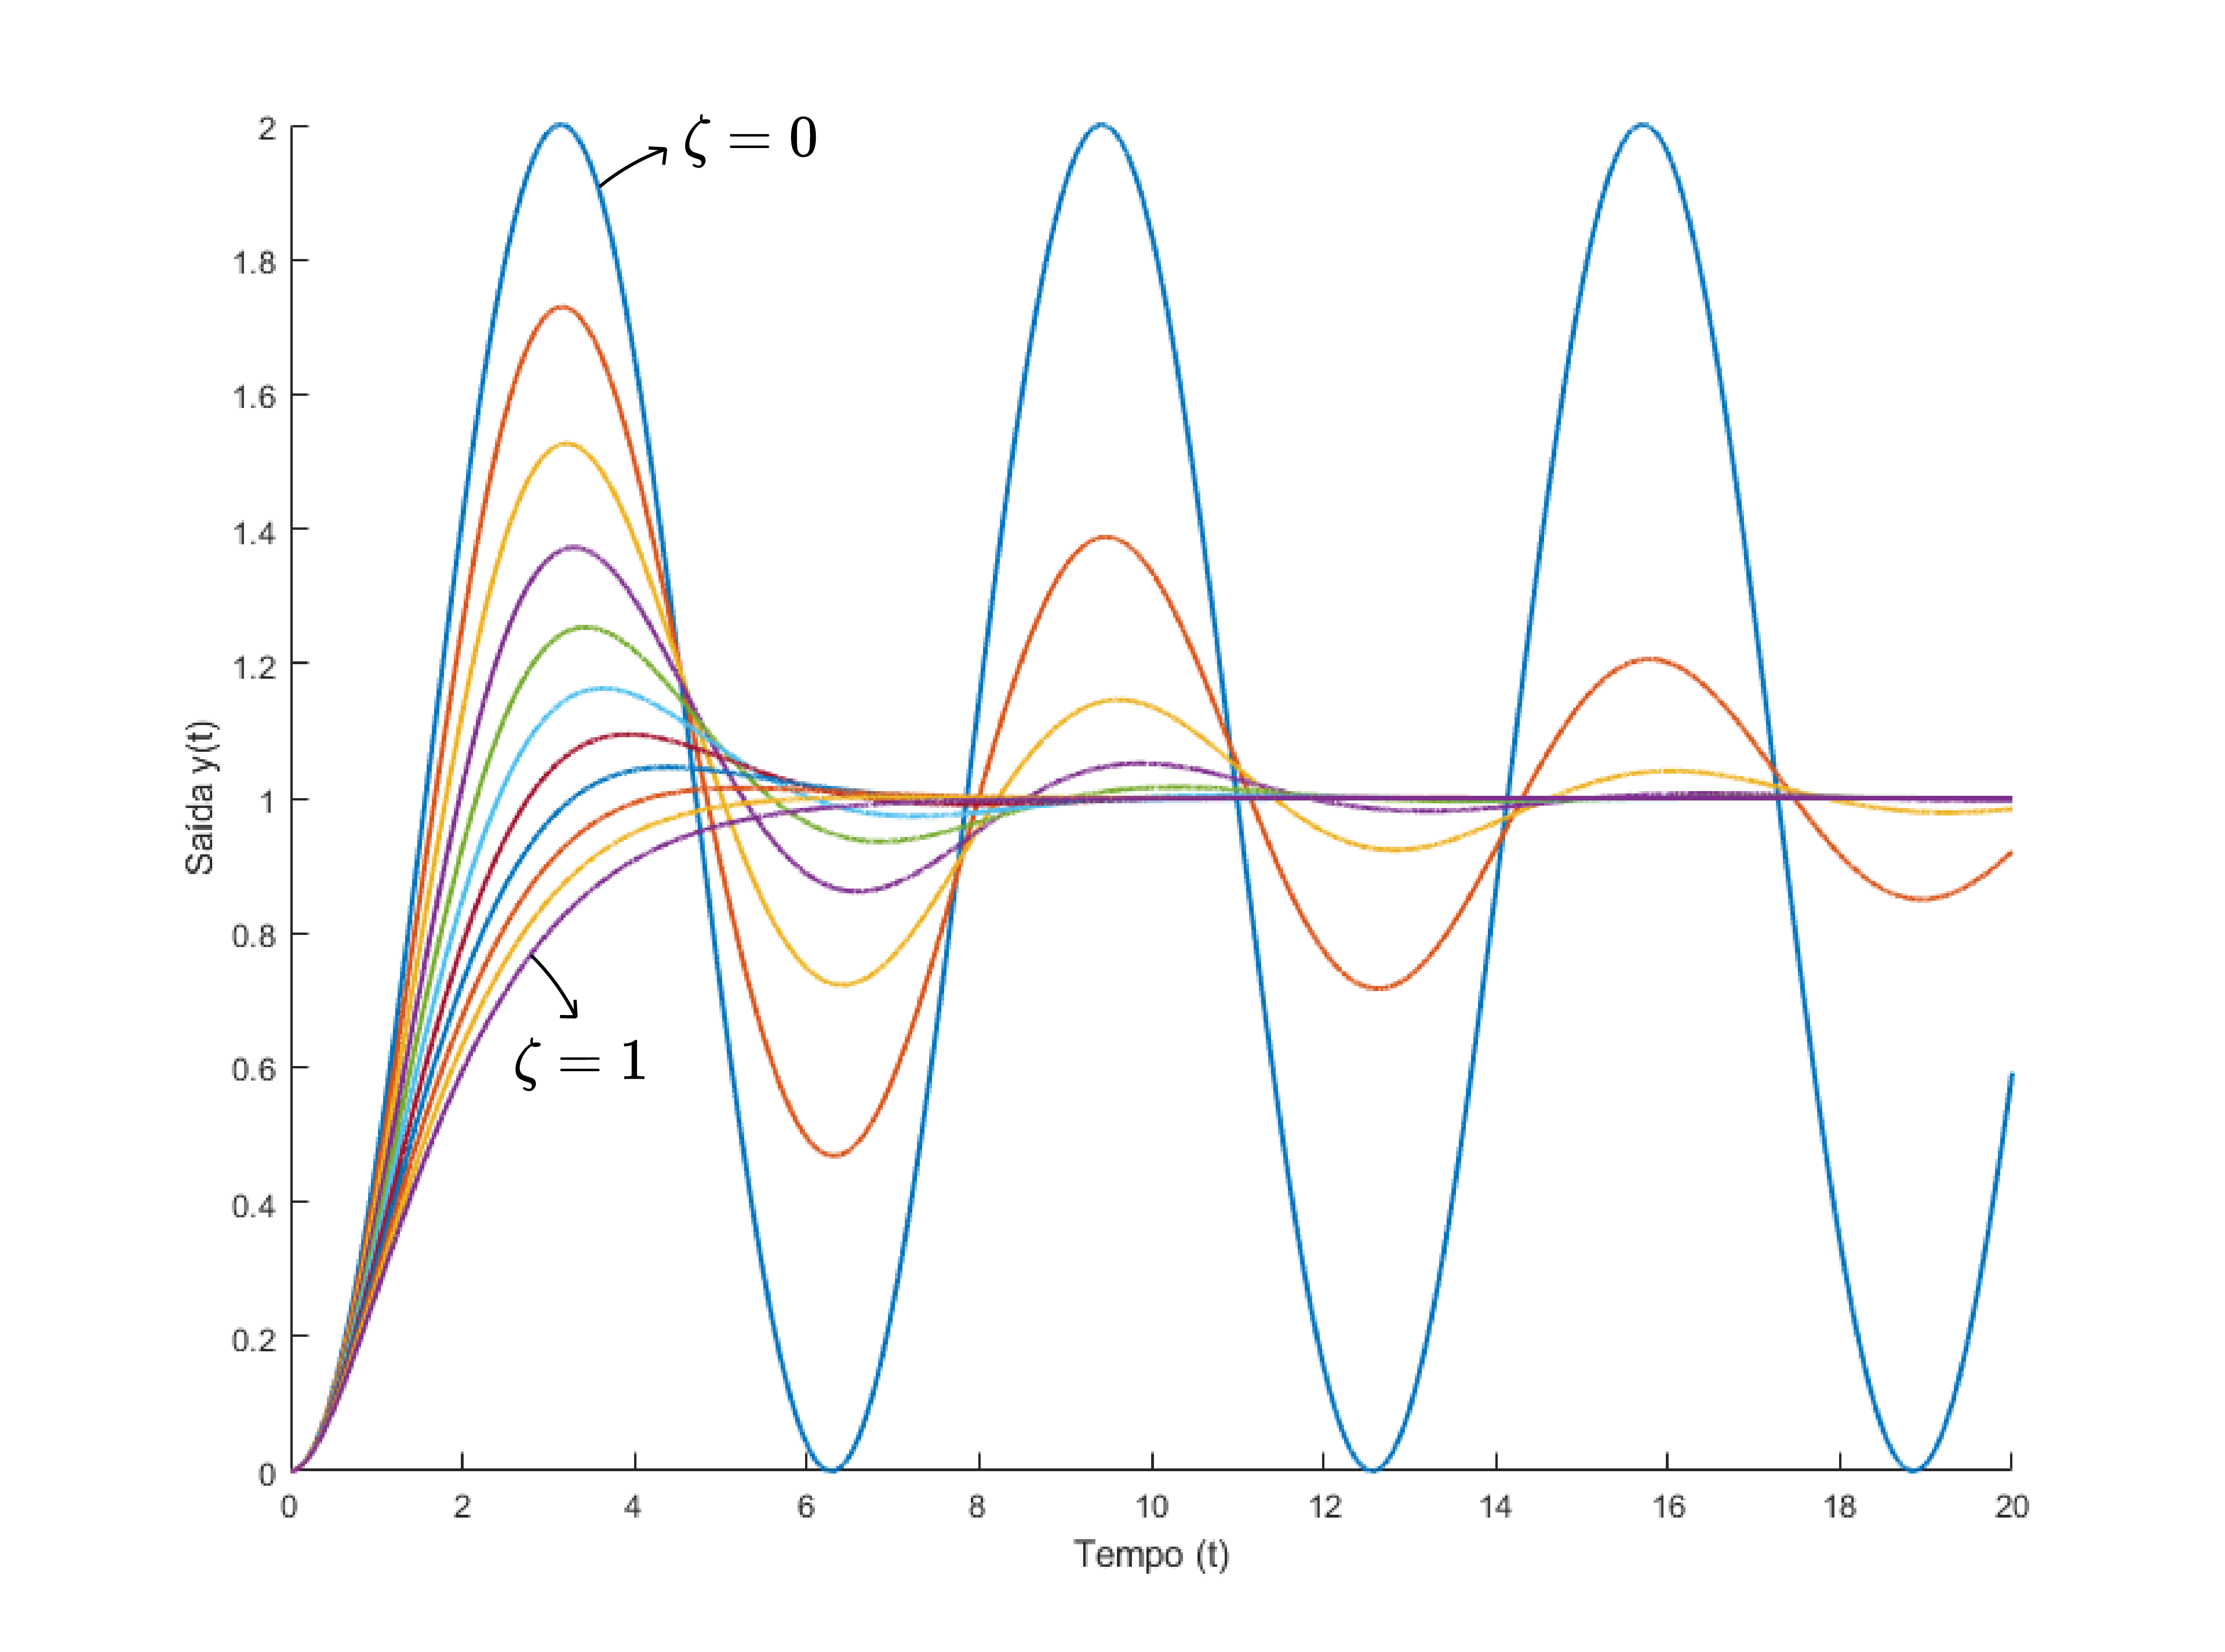 2
ζ = 0
1.8
1.6
1.4
1.2
1
Saída y(t)
0.8
0.6
ζ = 1
0.4
0.2
0
0 2 4 6 8 10 12 14 16 18 20
Tempo (t)